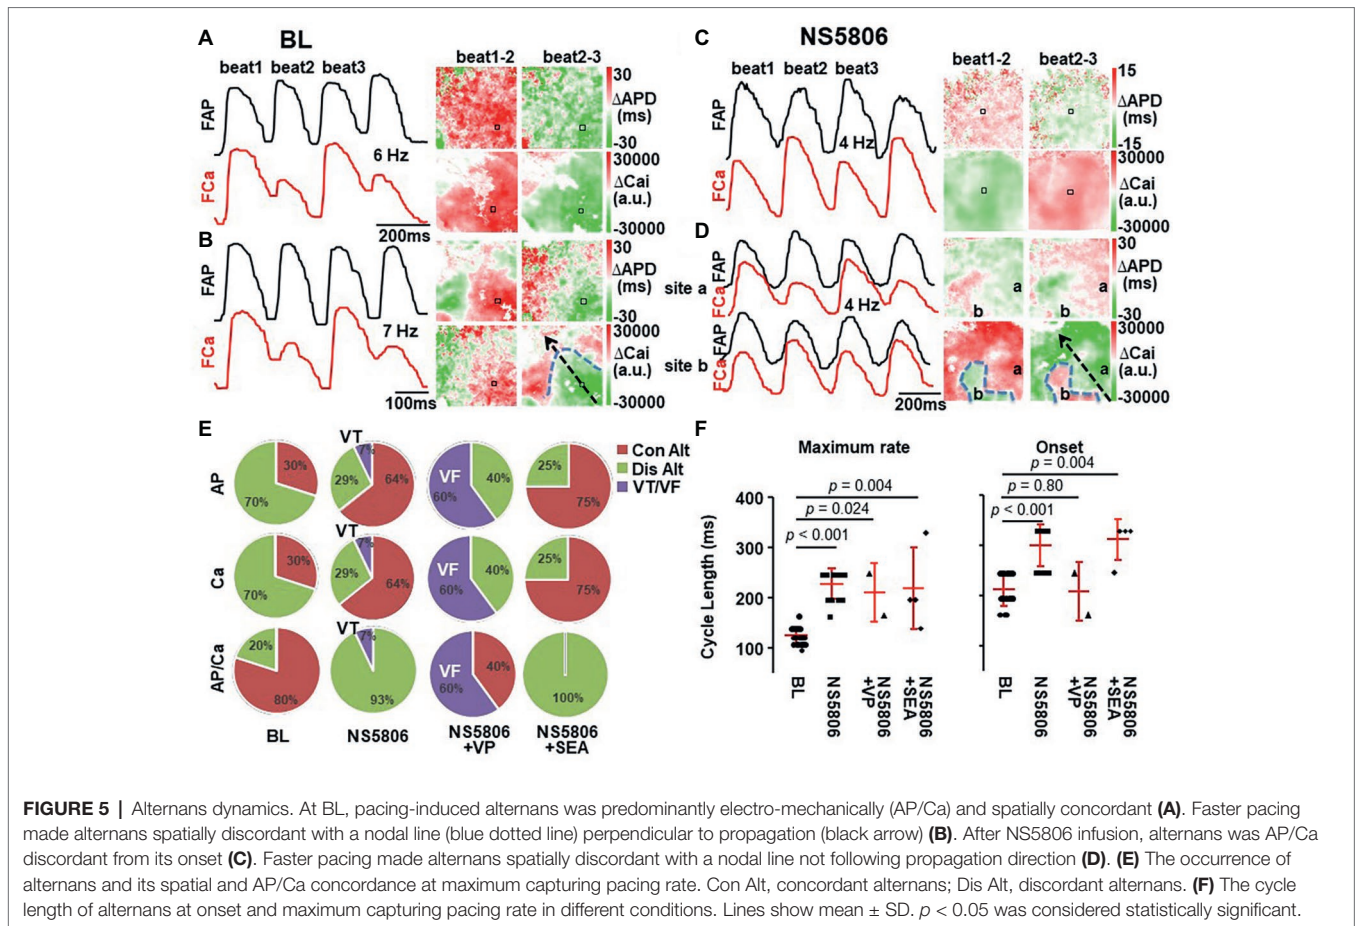 A
BL
beat1 beat2 beat3
FAP
FCa
6 Hz
200ms
beat1-2 beat2-3
30
ΔAPD
(ms)
-30
30000
ΔCai
(a.u.)
-30000
B
FAP
FCa
7 Hz
100ms
30
ΔAPD
(ms)
-30
30000
ΔCai
(a.u.)
-30000
C
NS5806
beat1 beat2 beat3
FAP
FCa
4 Hz
beat1-2 beat2-3
15
ΔAPD
(ms)
-15
30000
ΔCai
(a.u.)
-30000
D
site a
FAP
FCa
4 Hz
site b
FAP
FCa
200ms
a
b
a
b
30
ΔAPD
(ms)
-30
a
b
a
b
30000
ΔCai
(a.u.)
-30000
E
AP
30%
70%
VT
7%
29%
64%
VF
60%
40%
25%
75%
Con Alt
Dis Alt
VT/VF
Ca
30%
70%
VT
7%
29%
64%
VF
60%
40%
25%
75%
AP/Ca
20%
80%
VT
7%
93%
VF
60%
40%
100%
BL
NS5806
NS5806
+VP
NS5806
+SEA
F
Maximum rate
Onset
Cycle Length (ms)
400
300
200
100
p = 0.004
p = 0.024
p < 0.001
p = 0.004
p = 0.80
p < 0.001
BL
NS5806
NS5806
+VP
NS5806
+SEA
BL
NS5806
NS5806
+VP
NS5806
+SEA
FIGURE 5 | Alternans dynamics. At BL, pacing-induced alternans was predominantly electro-mechanically (AP/Ca) and spatially concordant (A). Faster pacing
made alternans spatially discordant with a nodal line (blue dotted line) perpendicular to propagation (black arrow) (B). After NS5806 infusion, alternans was AP/Ca
discordant from its onset (C). Faster pacing made alternans spatially discordant with a nodal line not following propagation direction (D). (E) The occurrence of
alternans and its spatial and AP/Ca concordance at maximum capturing pacing rate. Con Alt, concordant alternans; Dis Alt, discordant alternans. (F) The cycle
length of alternans at onset and maximum capturing pacing rate in different conditions. Lines show mean ± SD. p < 0.05 was considered statistically significant.